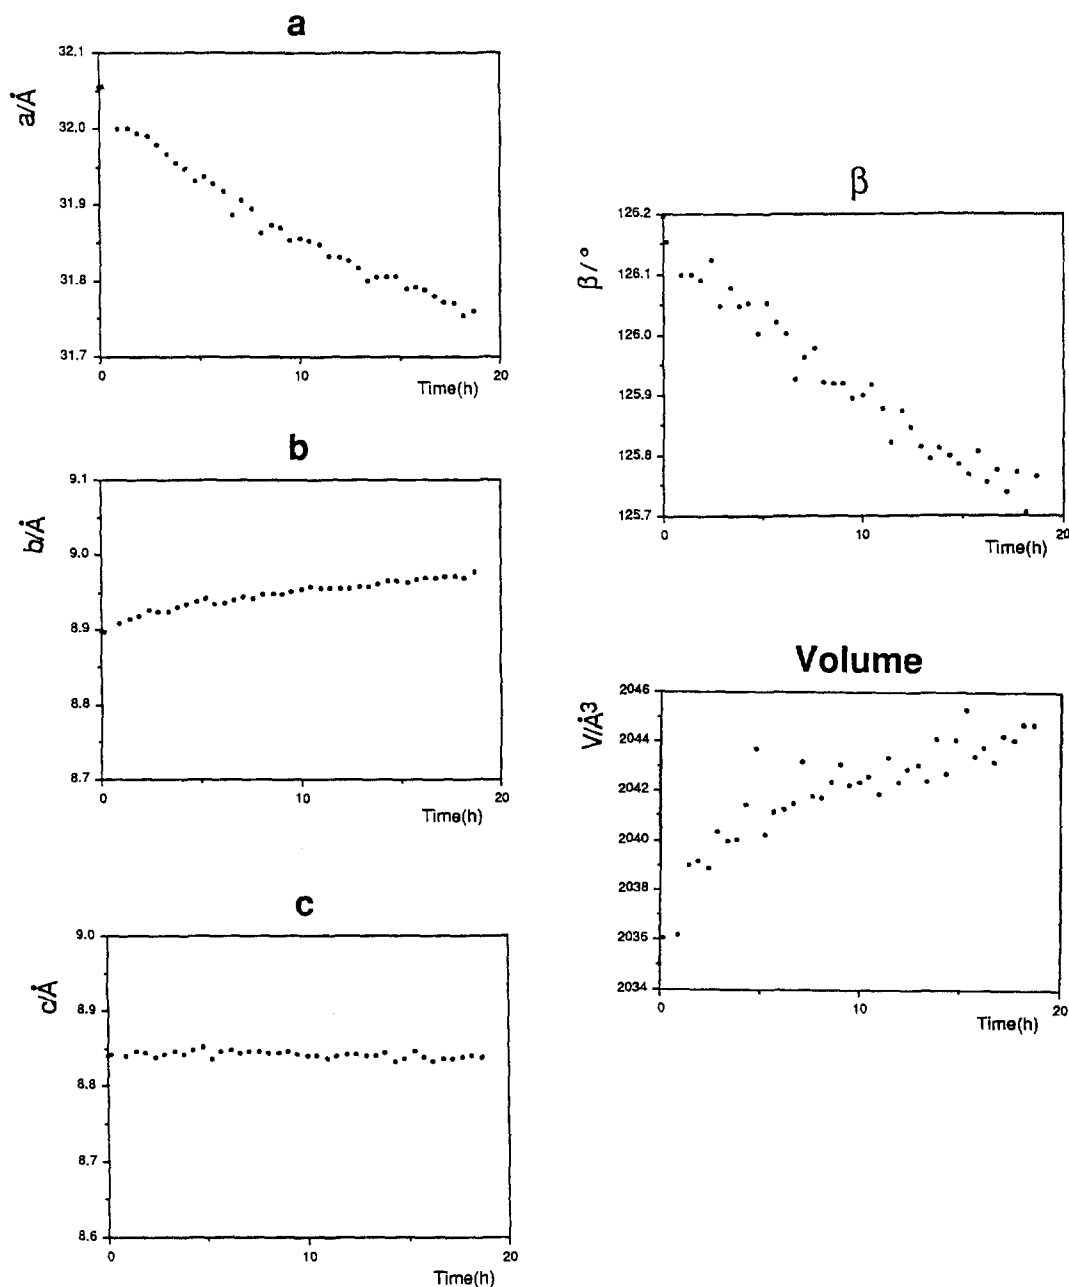 a
32.1
32.0
31.9
31.8
31.7
a/Å
0
10
20
Time(h)
b
9.1
9.0
8.9
8.8
8.7
b/Å
0
10
20
Time(h)
c
9.0
8.9
8.8
8.7
8.6
c/Å
0
10
20
Time(h)
β
126.2
126.1
126.0
125.9
125.8
125.7
β/°
0
10
20
Time(h)
Volume
2046
2044
2042
2040
2038
2036
2034
V/Å3
0
10
20
Time(h)